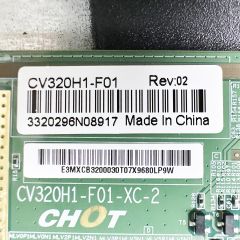 CV320H1-F01 Rev:02
3320296N08917 Made In China
E3MXCB3200030T07X9680LP9W
CV320H1-F01-XC-2
CHOT